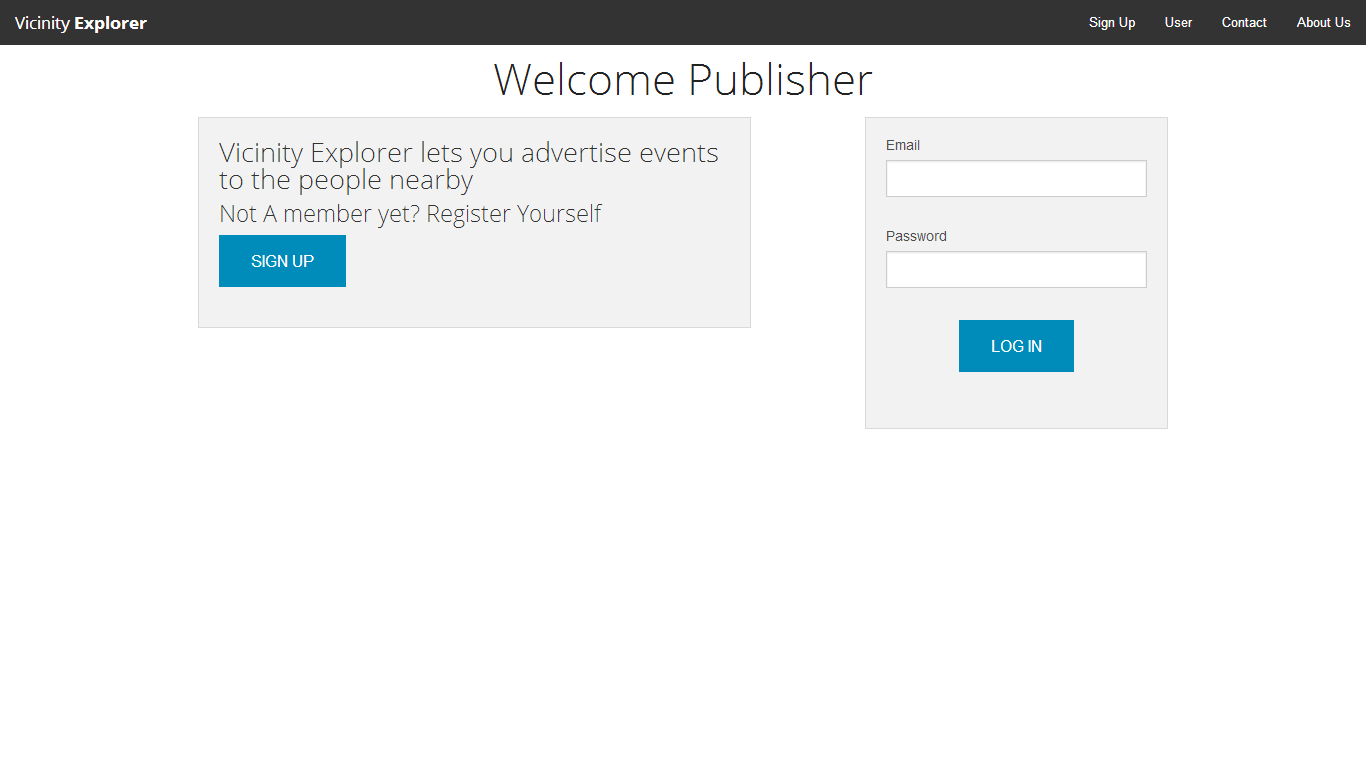 Vicinity Explorer
Sign Up
User
Contact
About Us
Welcome Publisher
Vicinity Explorer lets you advertise events
to the people nearby
Not A member yet? Register Yourself
SIGN UP
Email
Password
LOG IN